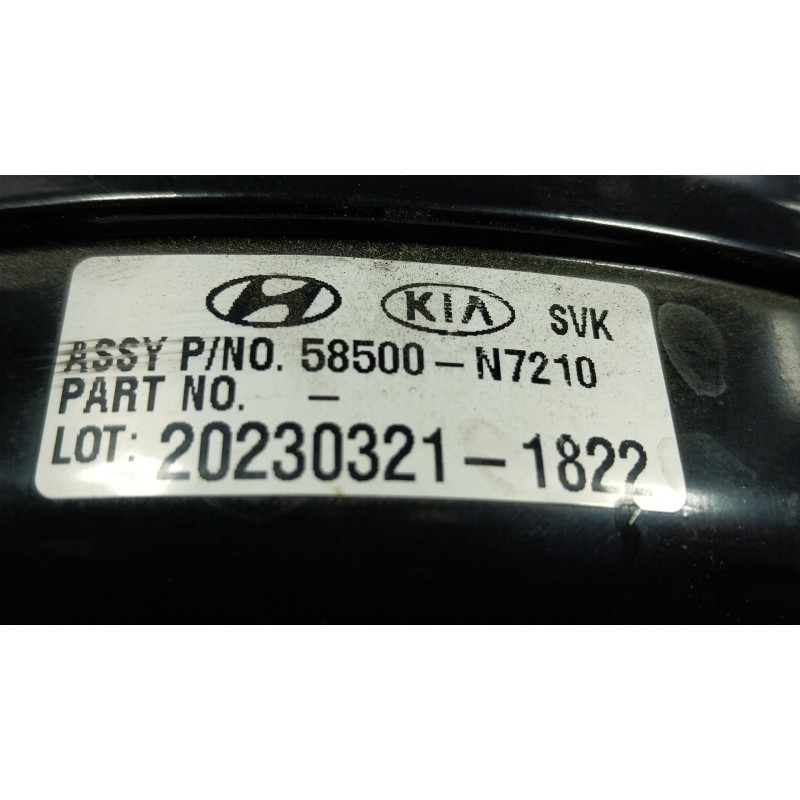 KIA SVK
ASSY P/NO. 58500-N7210
PART NO. -
LOT: 20230321-1822